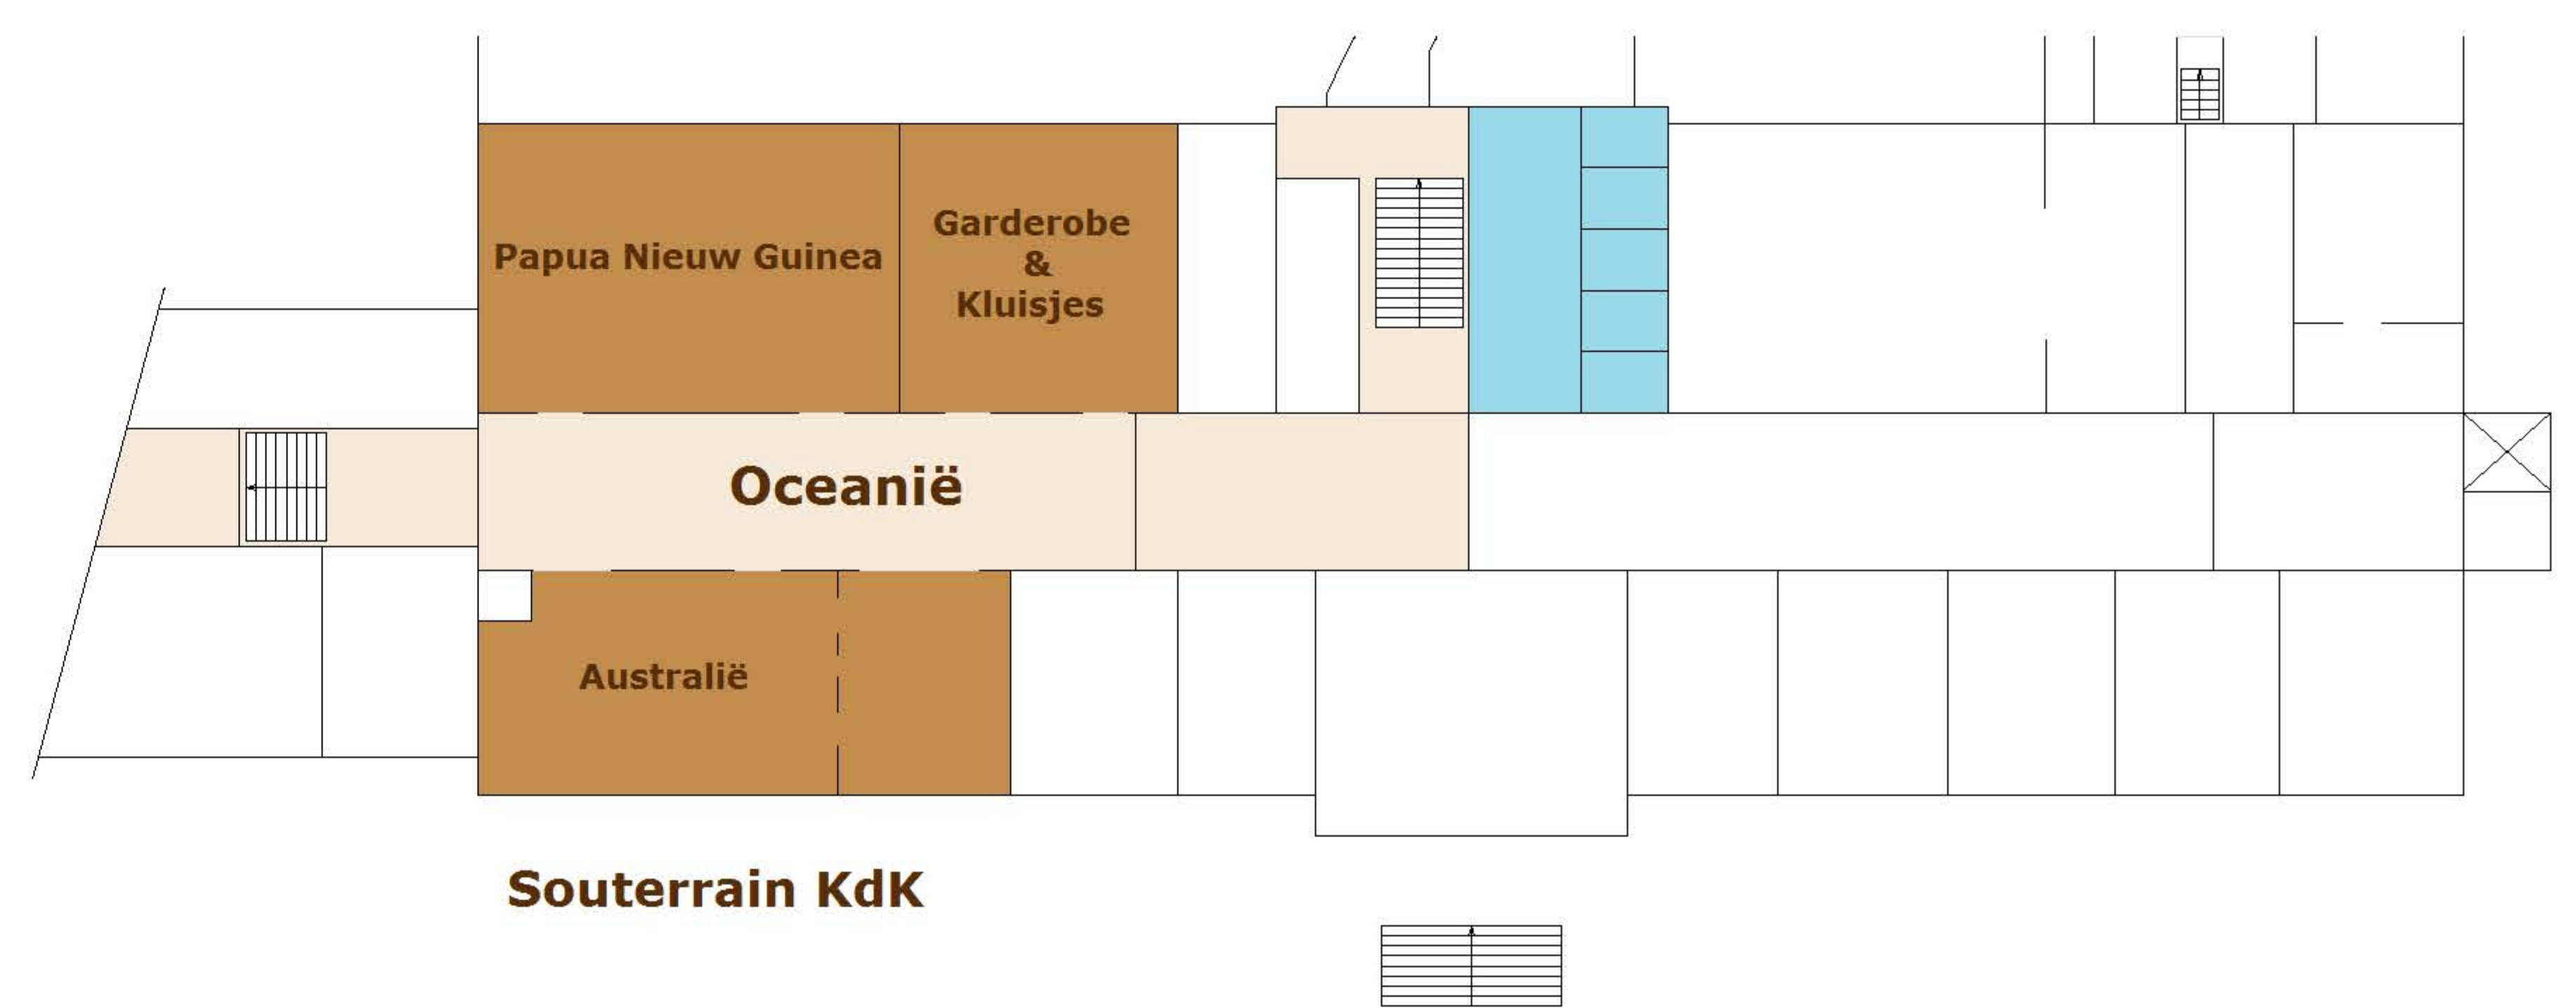 Papua Nieuw Guinea
Garderobe
&
Kluisjes
Oceanië
Australië
Souterrain KdK